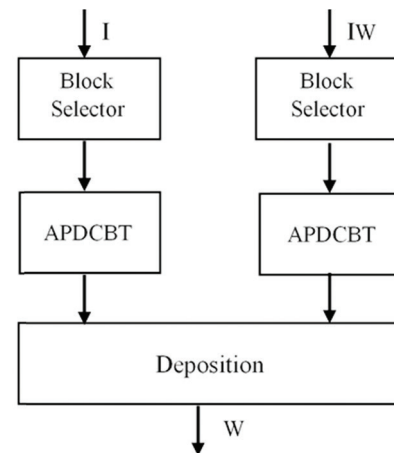 I
IW
Block
Selector
Block
Selector
APDCBT
APDCBT
Deposition
W